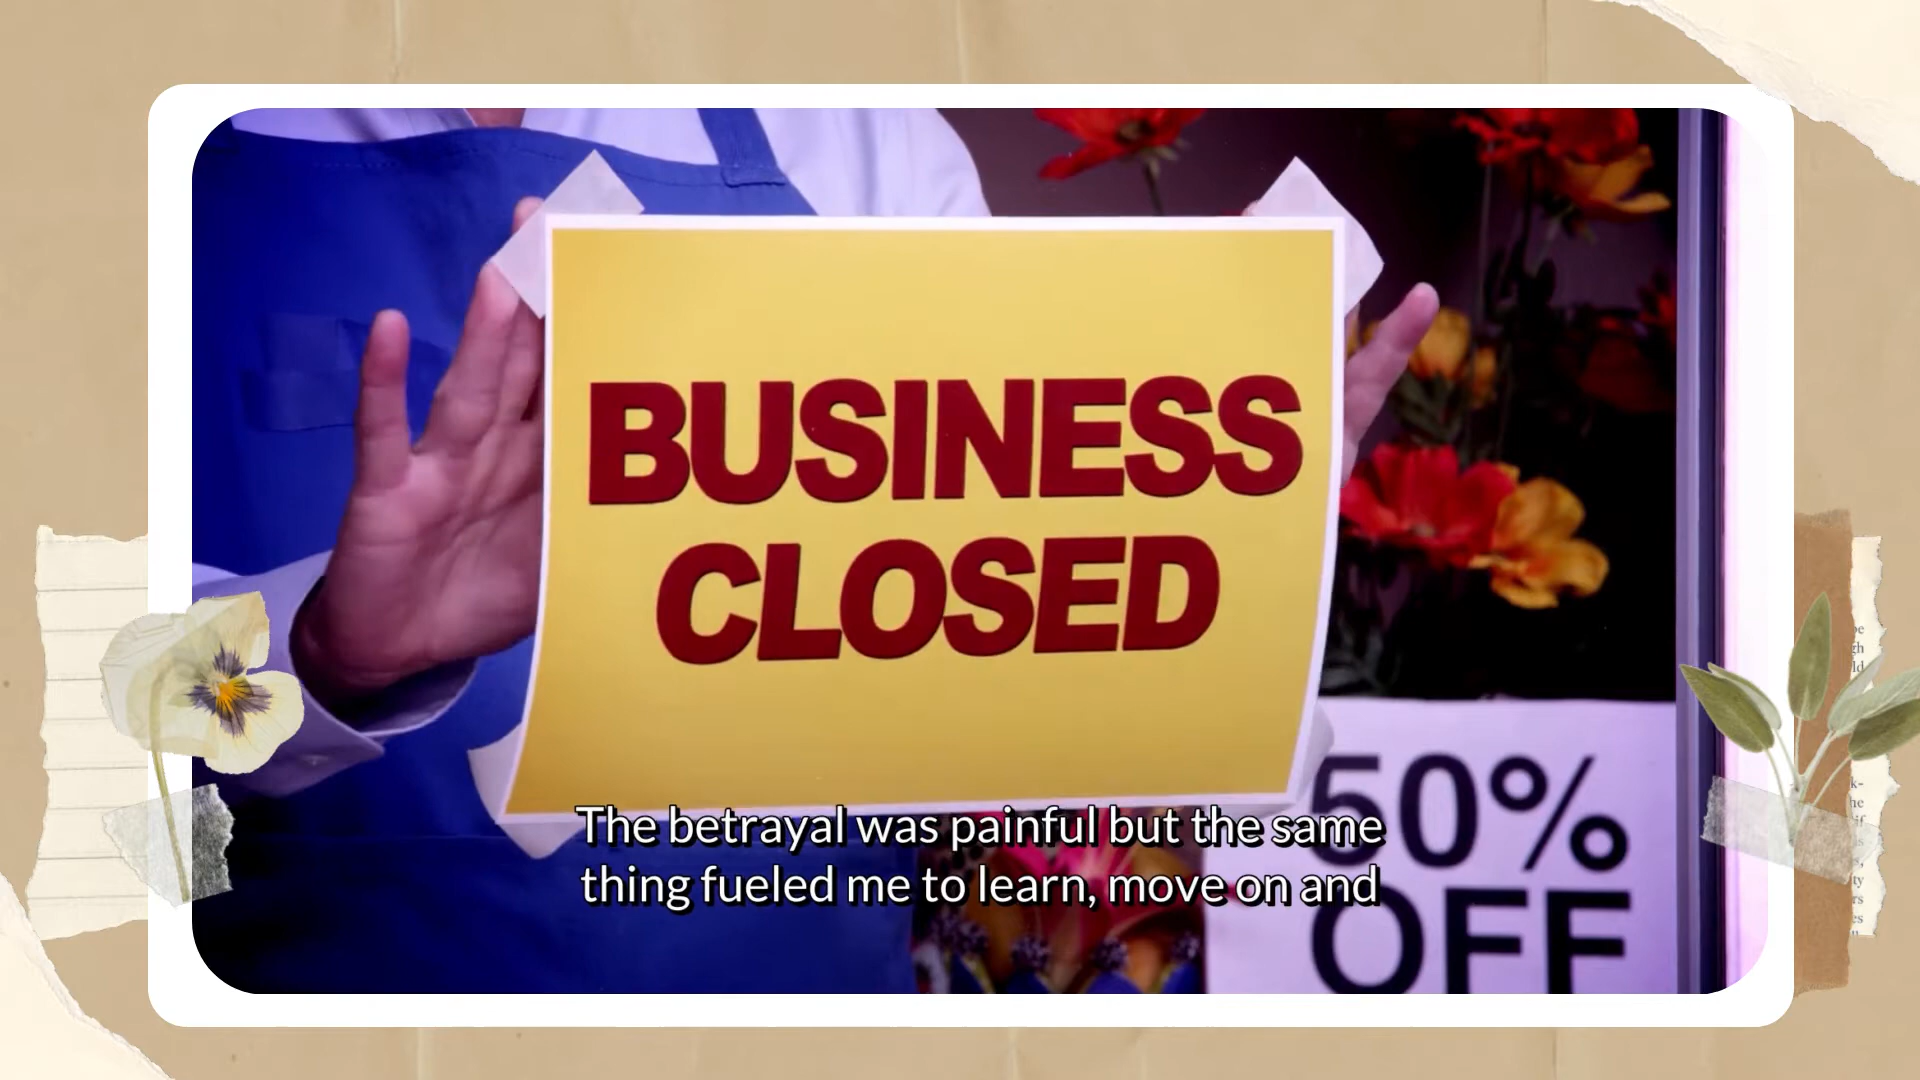 BUSINESS
CLOSED
50%
OFF
The betrayal was painful but the same
thing fueled me to learn, move on and